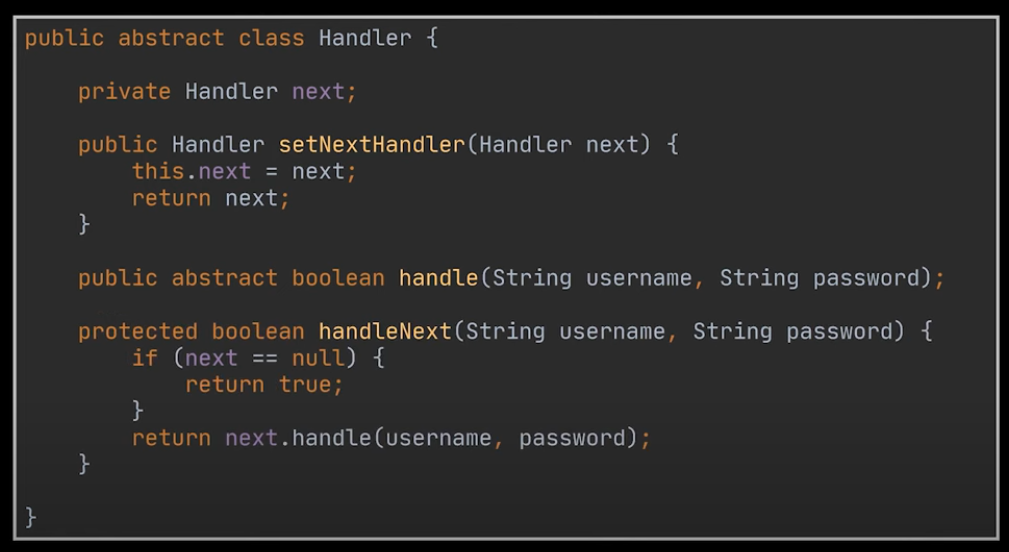 public abstract class Handler {
private Handler next;
public Handler setNextHandler(Handler next) {
this.next = next;
return next;
}
public abstract boolean handle(String username, String password);
protected boolean handleNext(String username, String password) {
if (next == null) {
return true;
}
return next.handle(username, password);
}
}